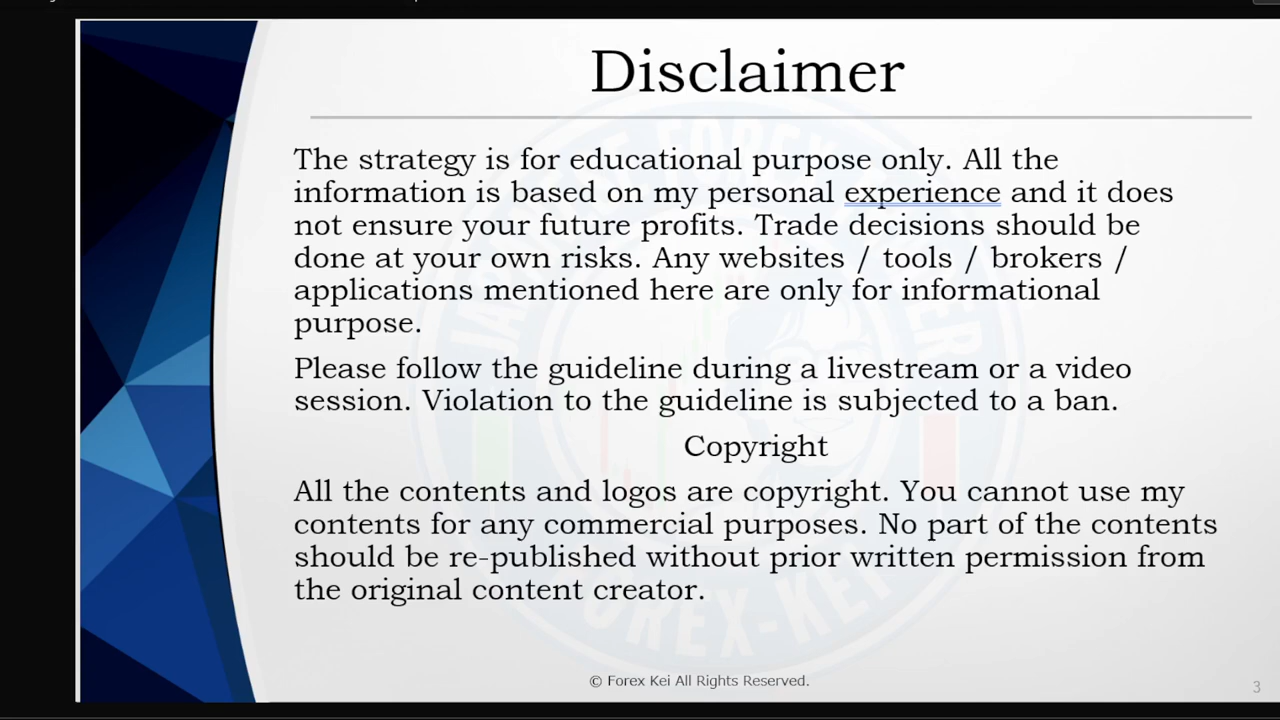 Disclaimer
The strategy is for educational purpose only. All the
information is based on my personal experience and it does
not ensure your future profits. Trade decisions should be
done at your own risks. Any websites / tools / brokers /
applications mentioned here are only for informational
purpose.
Please follow the guideline during a livestream or a video
session. Violation to the guideline is subjected to a ban.
Copyright
All the contents and logos are copyright. You cannot use my
contents for any commercial purposes. No part of the contents
should be re-published without prior written permission from
the original content creator.
FOREX-KEI
© Forex Kei All Rights Reserved.
3